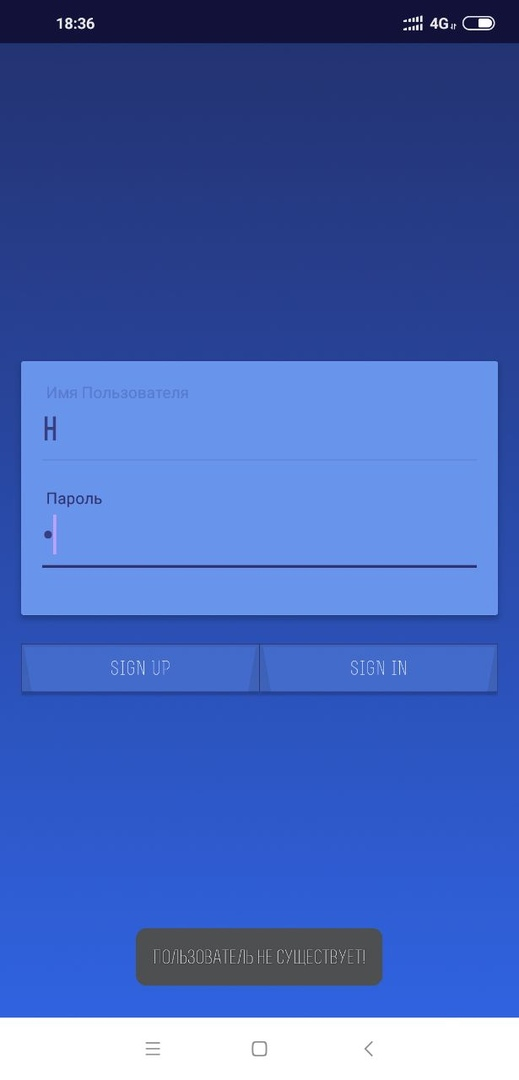 18:36
4G
Имя Пользователя
Н
Пароль
SIGN UP
SIGN IN
ПОЛЬЗОВАТЕЛЬ НЕ СУЩЕСТВУЕТ!